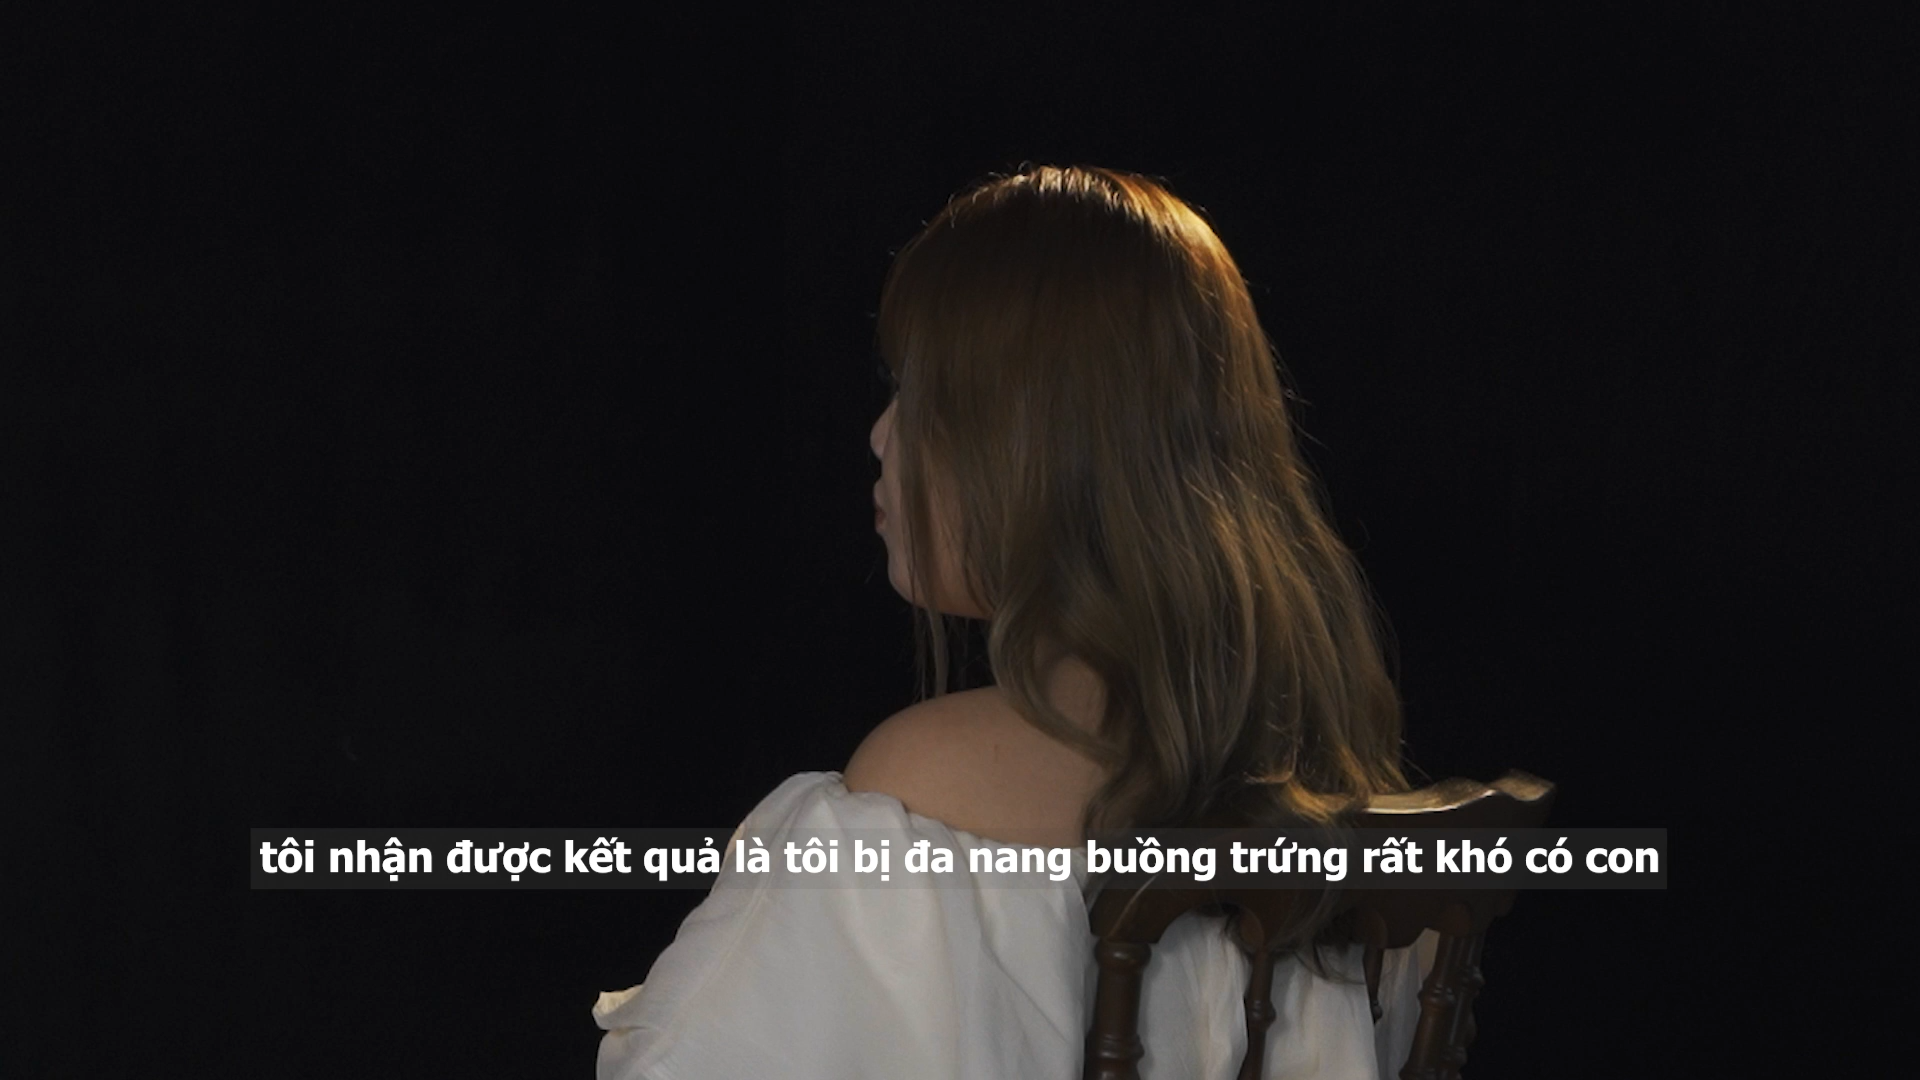 tôi nhận được kết quả là tôi bị đa nang buồng trứng rất khó có con